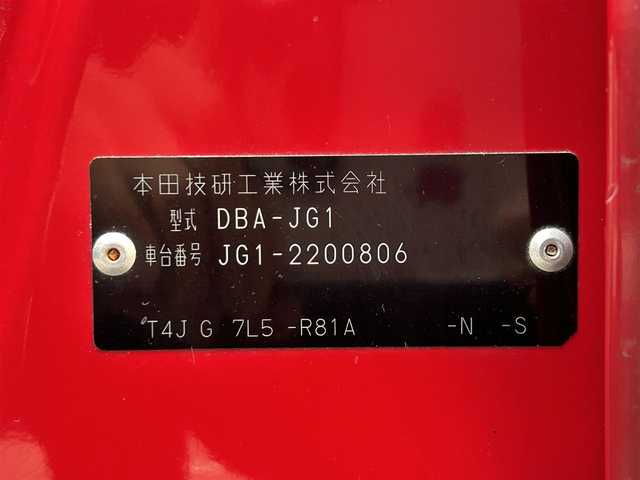 本田技研工業株式会社
型式 DBA-JG1
車台番号 JG1-2200806
T4J G 7L5 -R81A -N -S